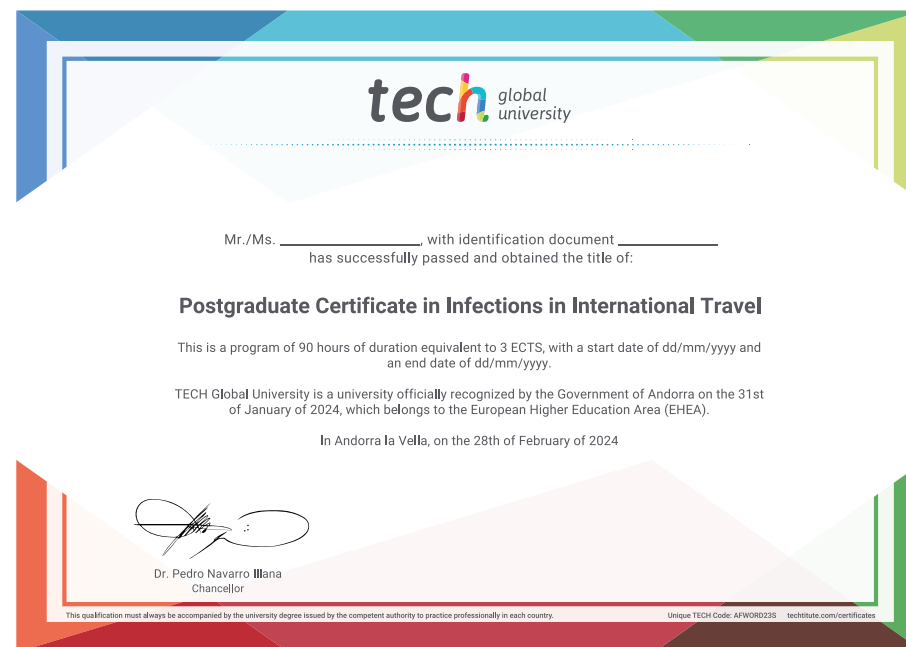 tech global university
Mr./Ms. ____________________, with identification document ______________
has successfully passed and obtained the title of:
Postgraduate Certificate in Infections in International Travel
This is a program of 90 hours of duration equivalent to 3 ECTS, with a start date of dd/mm/yyyy and
an end date of dd/mm/yyyy.
TECH Global University is a university officially recognized by the Government of Andorra on the 31st
of January of 2024, which belongs to the European Higher Education Area (EHEA).
In Andorra la Vella, on the 28th of February of 2024
Dr. Pedro Navarro Illana
Chancellor
This qualification must always be accompanied by the university degree issued by the competent authority to practice professionally in each country.
Unique TECH Code: AFWORD23S techtitute.com/certificates